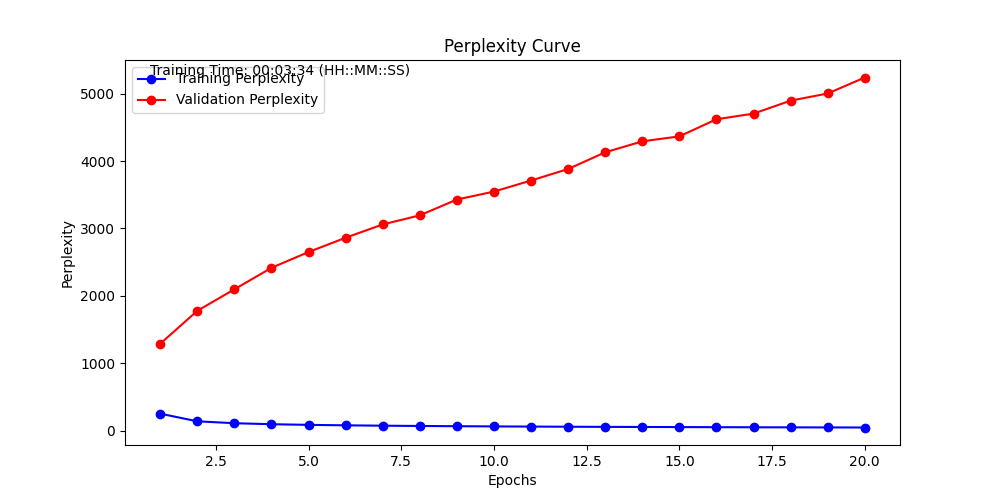 Perplexity Curve
Training Time: 00:03:34 (HH::MM::SS)
Training Perplexity
Validation Perplexity
Perplexity
5000
4000
3000
2000
1000
0
2.5 5.0 7.5 10.0 12.5 15.0 17.5 20.0
Epochs